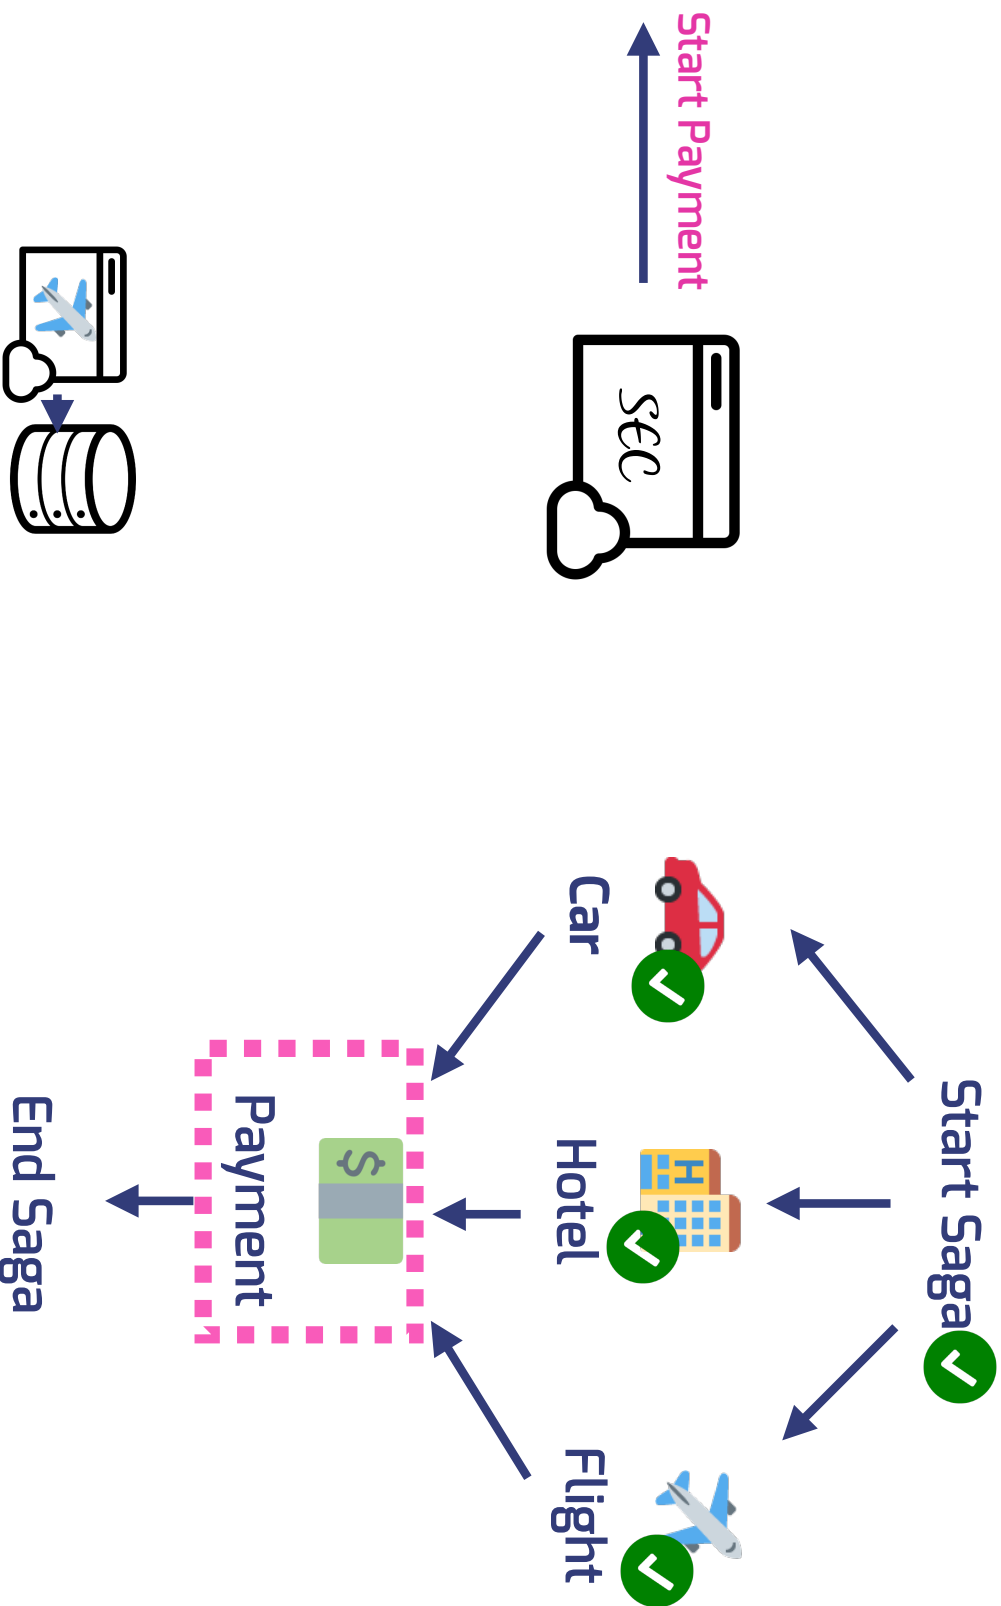 Start Payment
SEC
Start Saga
Car
H
Hotel
Flight
$
Payment
End Saga